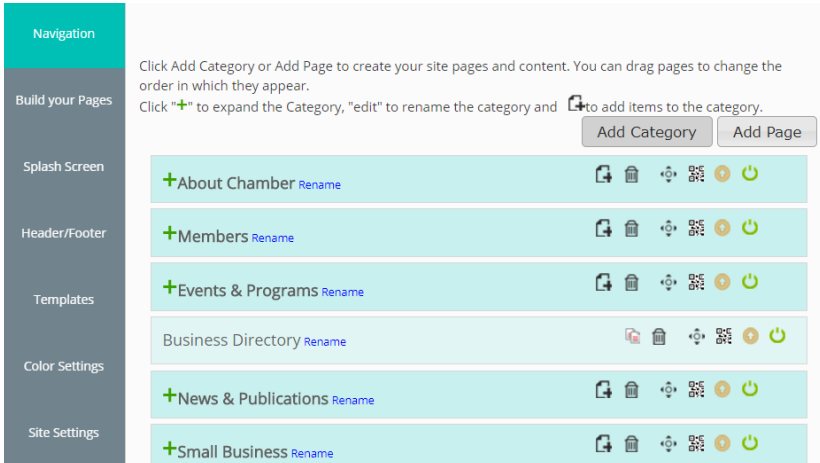 Navigation
Build your Pages
Splash Screen
Header/Footer
Templates
Color Settings
Site Settings
Click Add Category or Add Page to create your site pages and content. You can drag pages to change the
order in which they appear.
Click "+" to expand the Category, "edit" to rename the category and to add items to the category.
Add Category Add Page
+About Chamber Rename
+Members Rename
+Events & Programs Rename
Business Directory Rename
+News & Publications Rename
+Small Business Rename